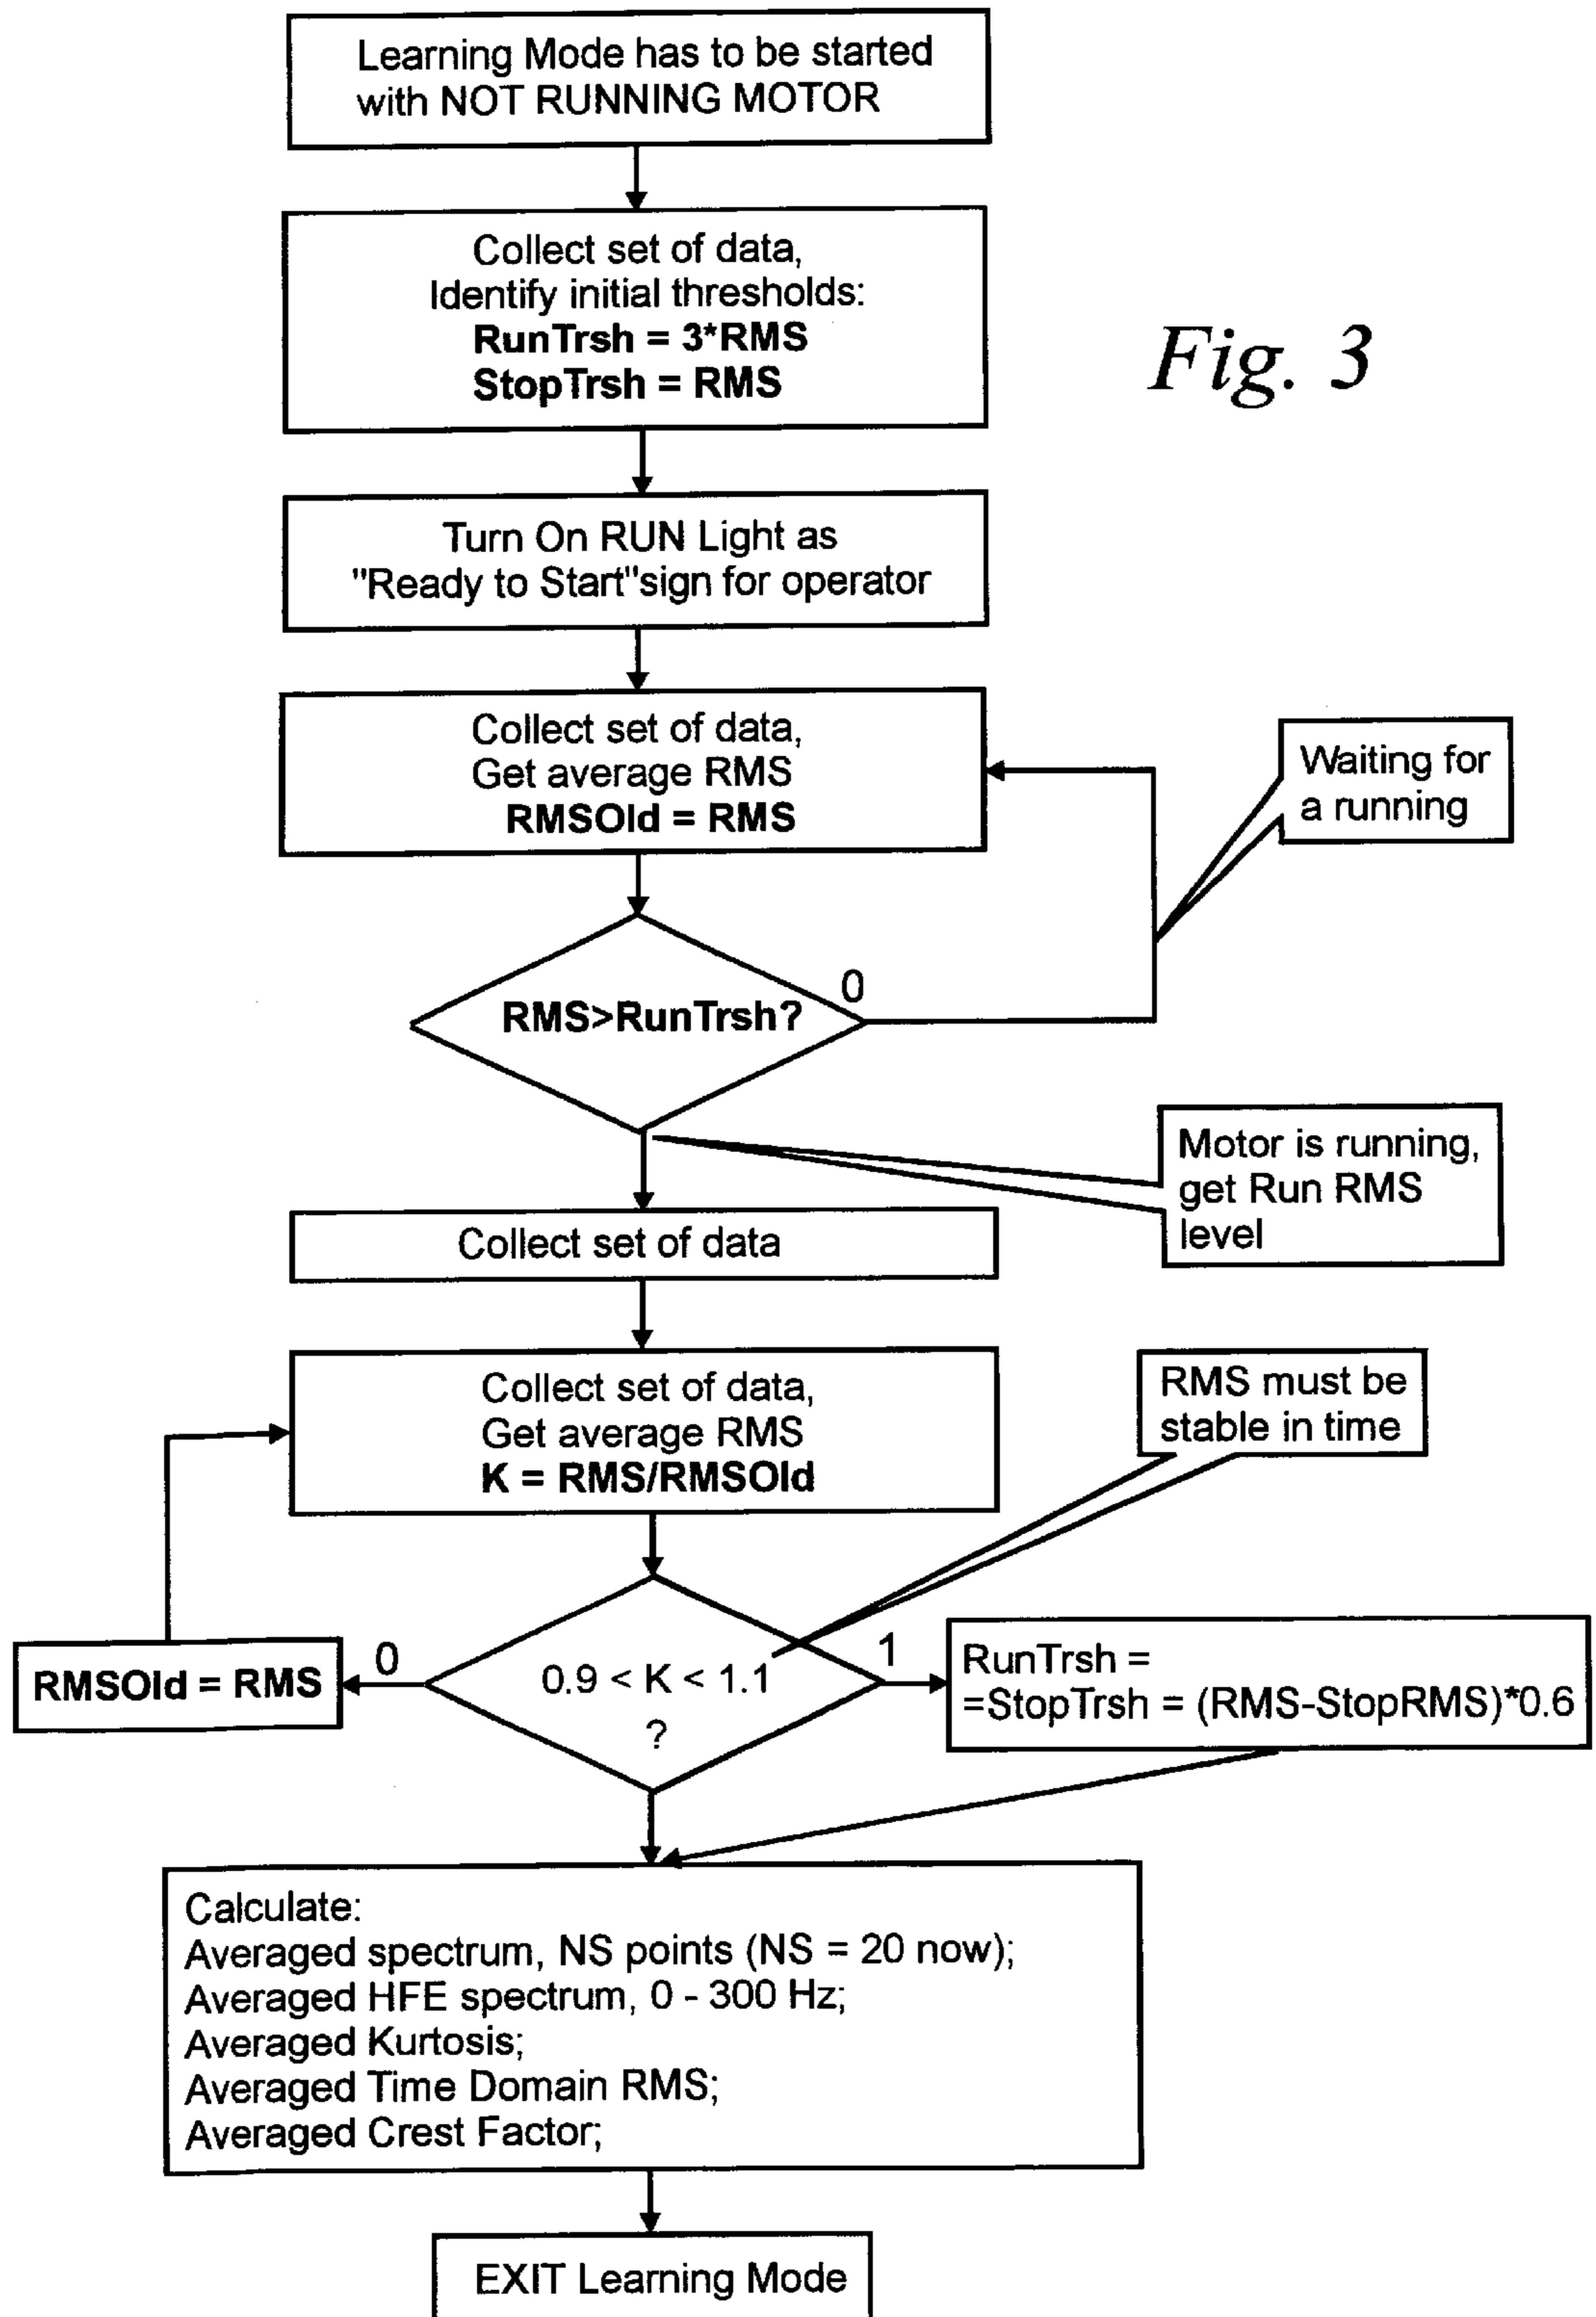 Learning Mode has to be started
with NOT RUNNING MOTOR
Collect set of data,
Identify initial thresholds:
RunTrsh = 3*RMS
StopTrsh = RMS
Fig. 3
Turn On RUN Light as
"Ready to Start"sign for operator
Collect set of data,
Get average RMS
RMSOld = RMS
Waiting for
a running
RMS>RunTrsh?
0
Motor is running,
get Run RMS
level
Collect set of data
Collect set of data,
Get average RMS
K = RMS/RMSOld
RMS must be
stable in time
RMSOld = RMS
0
0.9 < K < 1.1
?
1
RunTrsh =
=StopTrsh = (RMS-StopRMS)*0.6
Calculate:
Averaged spectrum, NS points (NS = 20 now);
Averaged HFE spectrum, 0 - 300 Hz;
Averaged Kurtosis;
Averaged Time Domain RMS;
Averaged Crest Factor;
EXIT Learning Mode